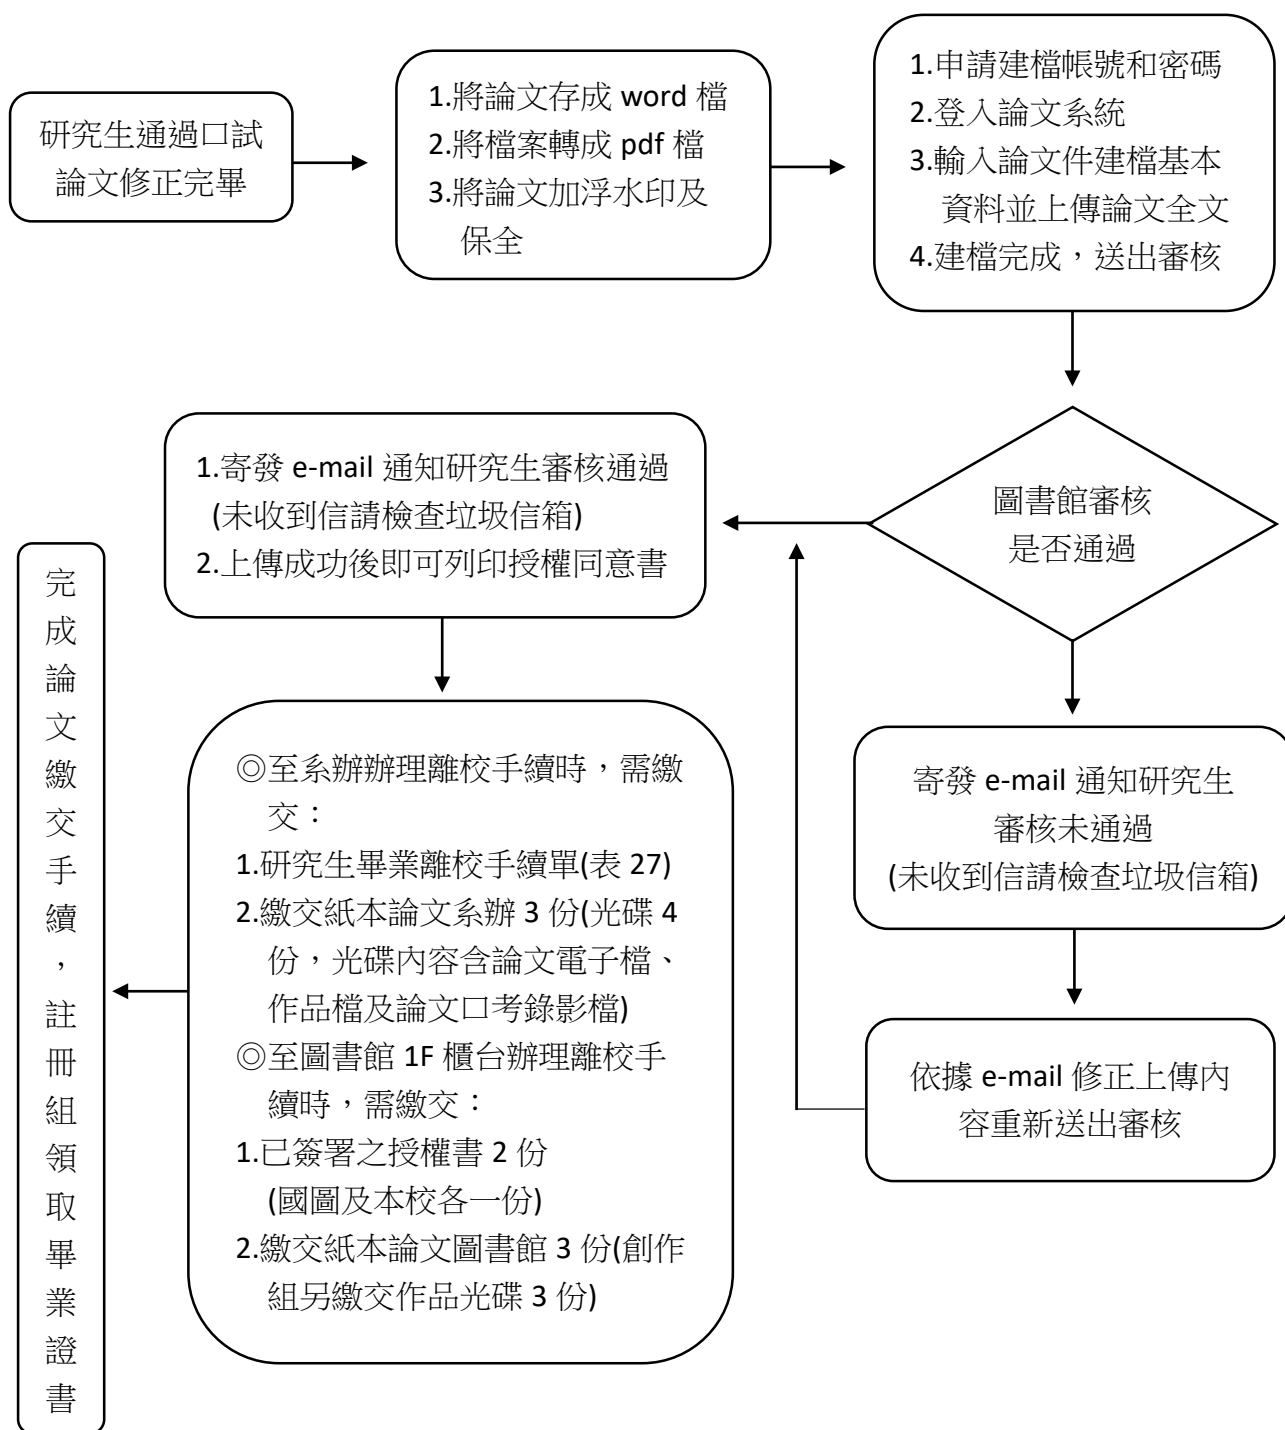 研究生通過口試
論文修正完畢
1.將論文存成 word 檔
2.將檔案轉成 pdf 檔
3.將論文加浮水印及
保全
1.申請建檔帳號和密碼
2.登入論文系統
3.輸入論文件建檔基本
資料並上傳論文全文
4.建檔完成，送出審核
圖書館審核
是否通過
1.寄發 e-mail 通知研究生審核通過
(未收到信請檢查垃圾信箱)
2.上傳成功後即可列印授權同意書
寄發 e-mail 通知研究生
審核未通過
(未收到信請檢查垃圾信箱)
依據 e-mail 修正上傳內
容重新送出審核
◎至系辦辦理離校手續時，需繳
交：
1.研究生畢業離校手續單(表 27)
2.繳交紙本論文系辦 3 份(光碟 4
份，光碟內容含論文電子檔、
作品檔及論文口考錄影檔)
◎至圖書館 1F 櫃台辦理離校手
續時，需繳交：
1.已簽署之授權書 2 份
(國圖及本校各一份)
2.繳交紙本論文圖書館 3 份(創作
組另繳交作品光碟 3 份)
完成論文繳交手續，註冊組領取畢業證書